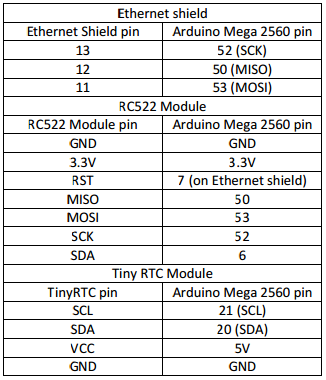 Ethernet shield
Ethernet Shield pin Arduino Mega 2560 pin
13 52 (SCK)
12 50 (MISO)
11 53 (MOSI)
RC522 Module
RC522 Module pin Arduino Mega 2560 pin
GND GND
3.3V 3.3V
RST 7 (on Ethernet shield)
MISO 50
MOSI 53
SCK 52
SDA 6
Tiny RTC Module
TinyRTC pin Arduino Mega 2560 pin
SCL 21 (SCL)
SDA 20 (SDA)
VCC 5V
GND GND